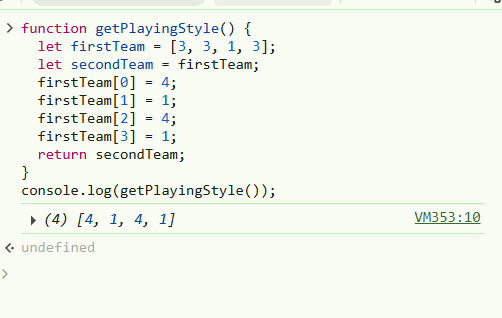 function getPlayingStyle() {
let firstTeam = [3, 3, 1, 3];
let secondTeam = firstTeam;
firstTeam[0] = 4;
firstTeam[1] = 1;
firstTeam[2] = 4;
firstTeam[3] = 1;
return secondTeam;
}
console.log(getPlayingStyle());
(4) [4, 1, 4, 1] VM353:10
undefined